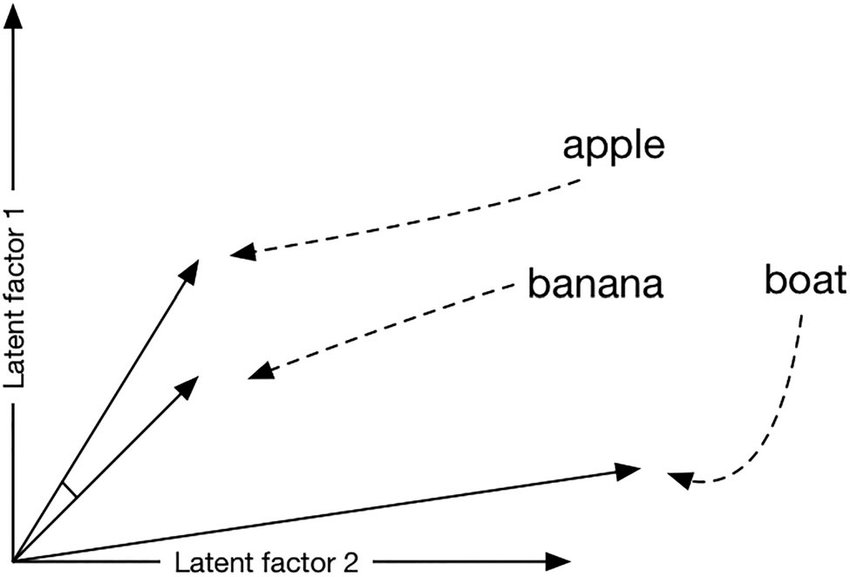 apple
banana
boat
Latent factor 1
Latent factor 2